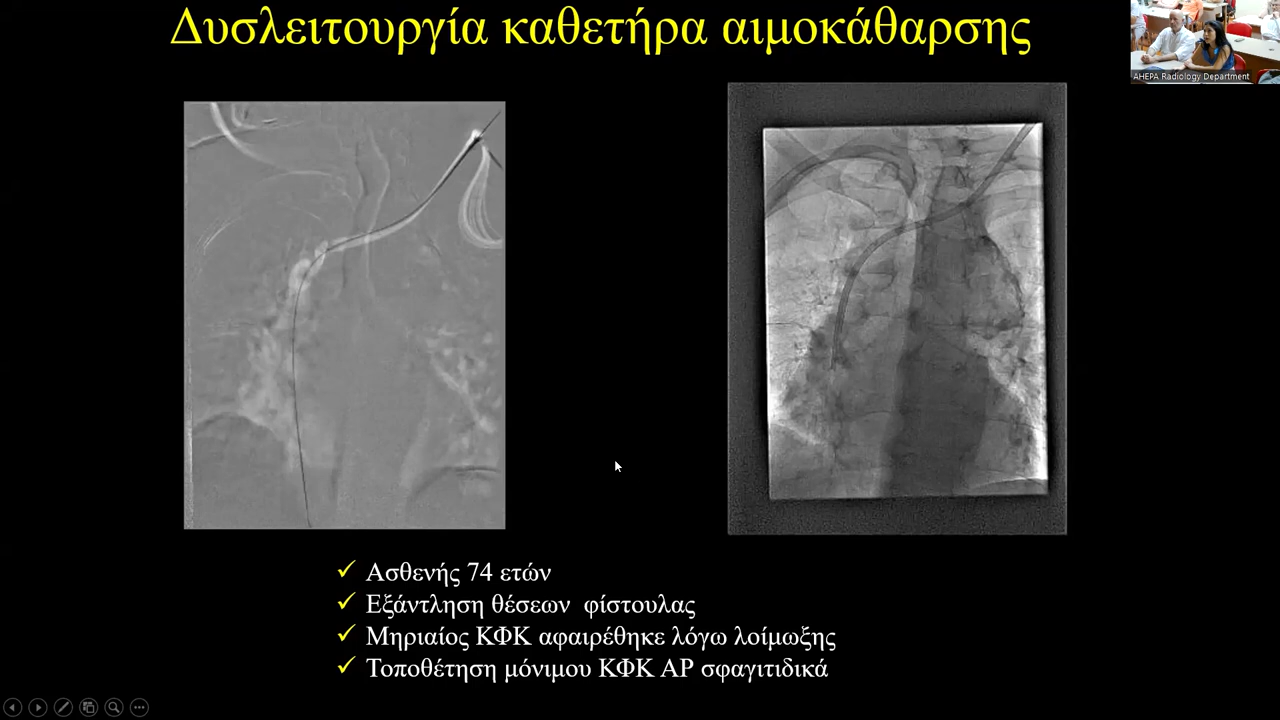 Δυσλειτουργία καθετήρα αιμοκάθαρσης
AHEPA Radiology Department
Ασθενής 74 ετών
Εξάντληση θέσεων φίστουλας
Μηριαίος ΚΦΚ αφαιρέθηκε λόγω λοίμωξης
Τοποθέτηση μόνιμου ΚΦΚ ΑΡ σφαγιτιδικά